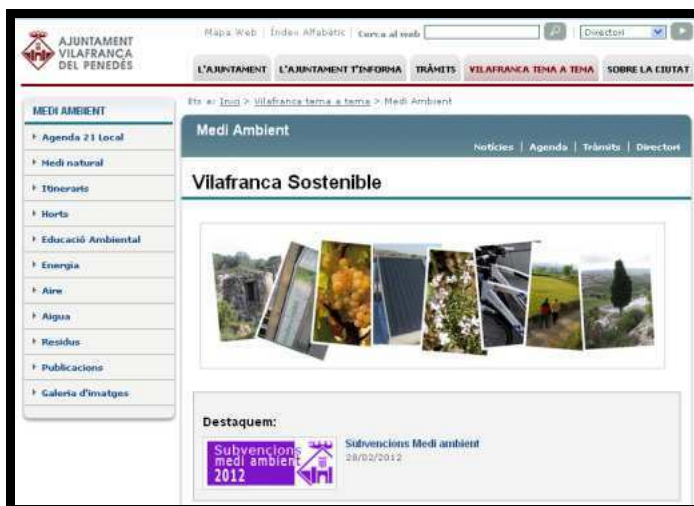 AJUNTAMENT
VILAFRANCA
DEL PENEDÈS
Mapa Web | Índex Alfabètic | Cerca al web
Directori
L'AJUNTAMENT L'AJUNTAMENT T'INFORMA TRÀMITS VILAFRANCA TEMA A TEMA SOBRE LA CIUTAT
MEDI AMBIENT
Agenda 21 Local
Medi natural
Itineraris
Horts
Educació Ambiental
Energia
Aire
Aigua
Residus
Publicacions
Galeria d'imatges
Ets a: Inici > Vilafranca tema a tema > Medi Ambient
Medi Ambient
Notícies | Agenda | Tràmits | Directori
Vilafranca Sostenible
Destaquem:
Subvencions
medi ambient
2012
Subvencions Medi ambient
28/02/2012